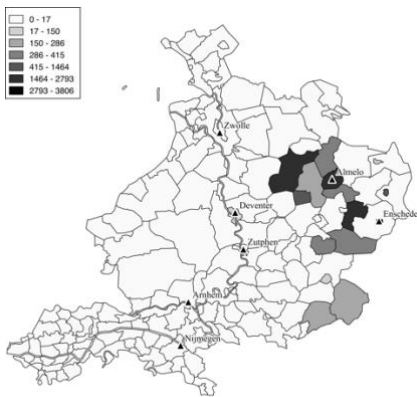 0 - 17
17 - 150
150 - 286
286 - 415
415 - 1464
1464 - 2793
2793 - 3806
Zwolle
Almelo
Deventer
Enschede
Zutphen
Arnhem
Nijmegen